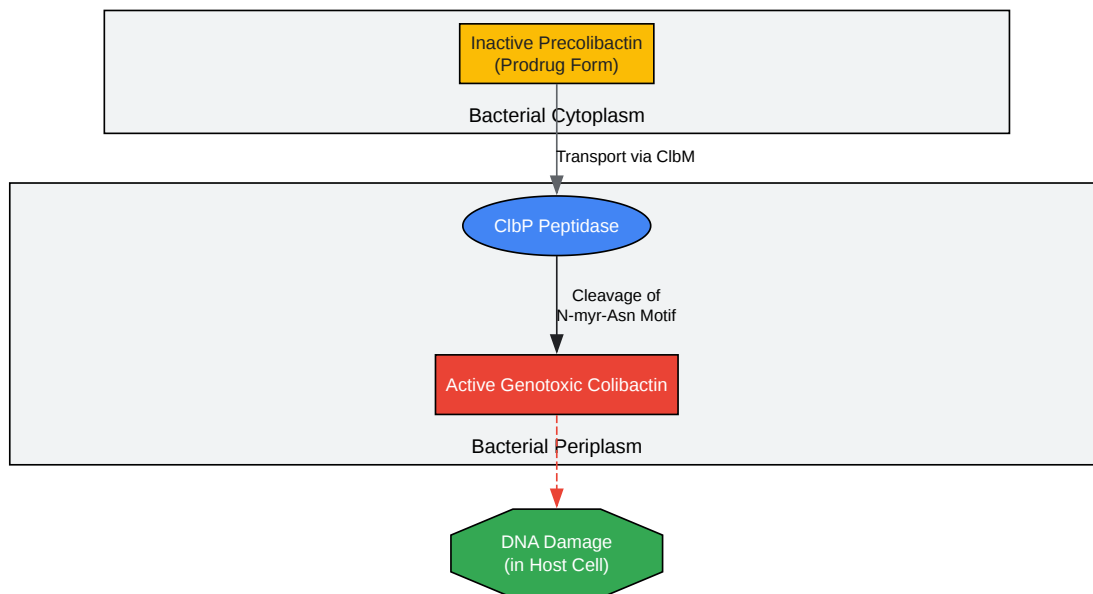 Inactive Precolibactin
(Prodrug Form)
Bacterial Cytoplasm
Transport via ClbM
ClbP Peptidase
Cleavage of
N-myr-Asn Motif
Active Genotoxic Colibactin
Bacterial Periplasm
DNA Damage
(in Host Cell)